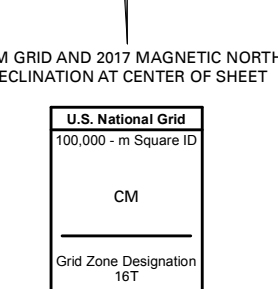 M GRID AND 2017 MAGNETIC NORTH
ECLINATION AT CENTER OF SHEET
U.S. National Grid
100,000 - m Square ID
CM
Grid Zone Designation
16T